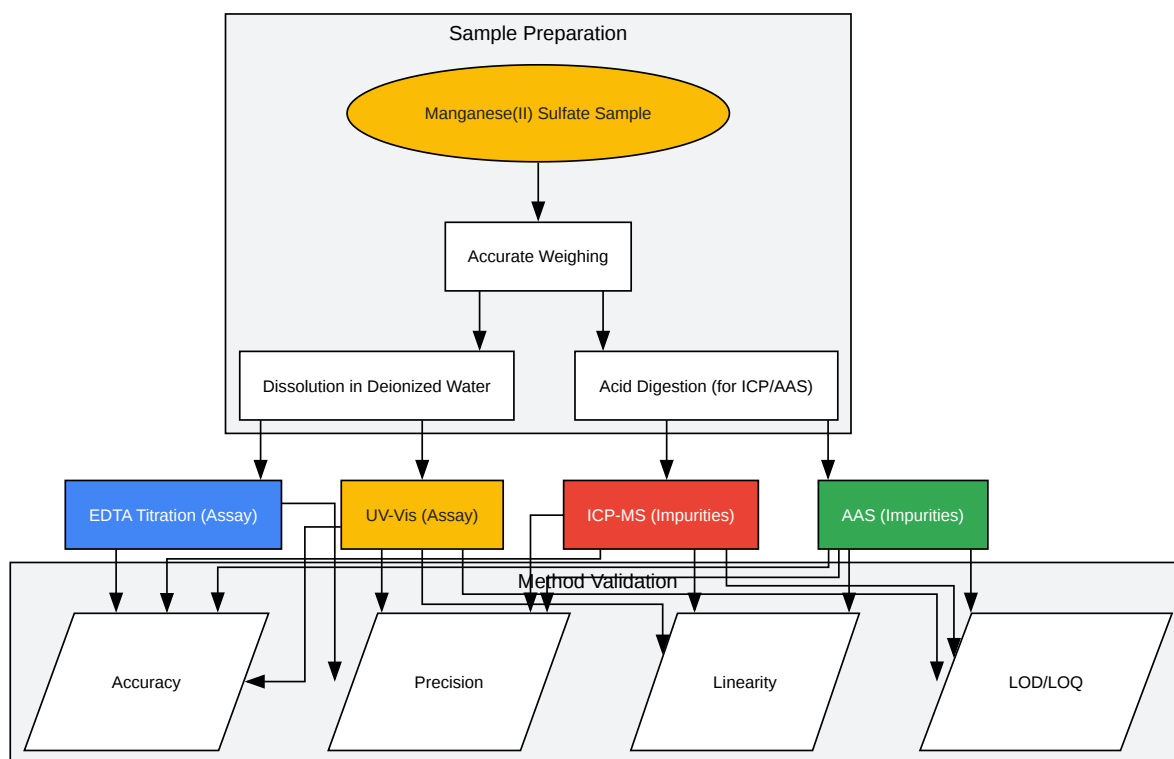 Sample Preparation
Manganese(II) Sulfate Sample
Accurate Weighing
Dissolution in Deionized Water
Acid Digestion (for ICP/AAS)
EDTA Titration (Assay)
UV-Vis (Assay)
ICP-MS (Impurities)
AAS (Impurities)
Method Validation
Accuracy
Precision
Linearity
LOD/LOQ